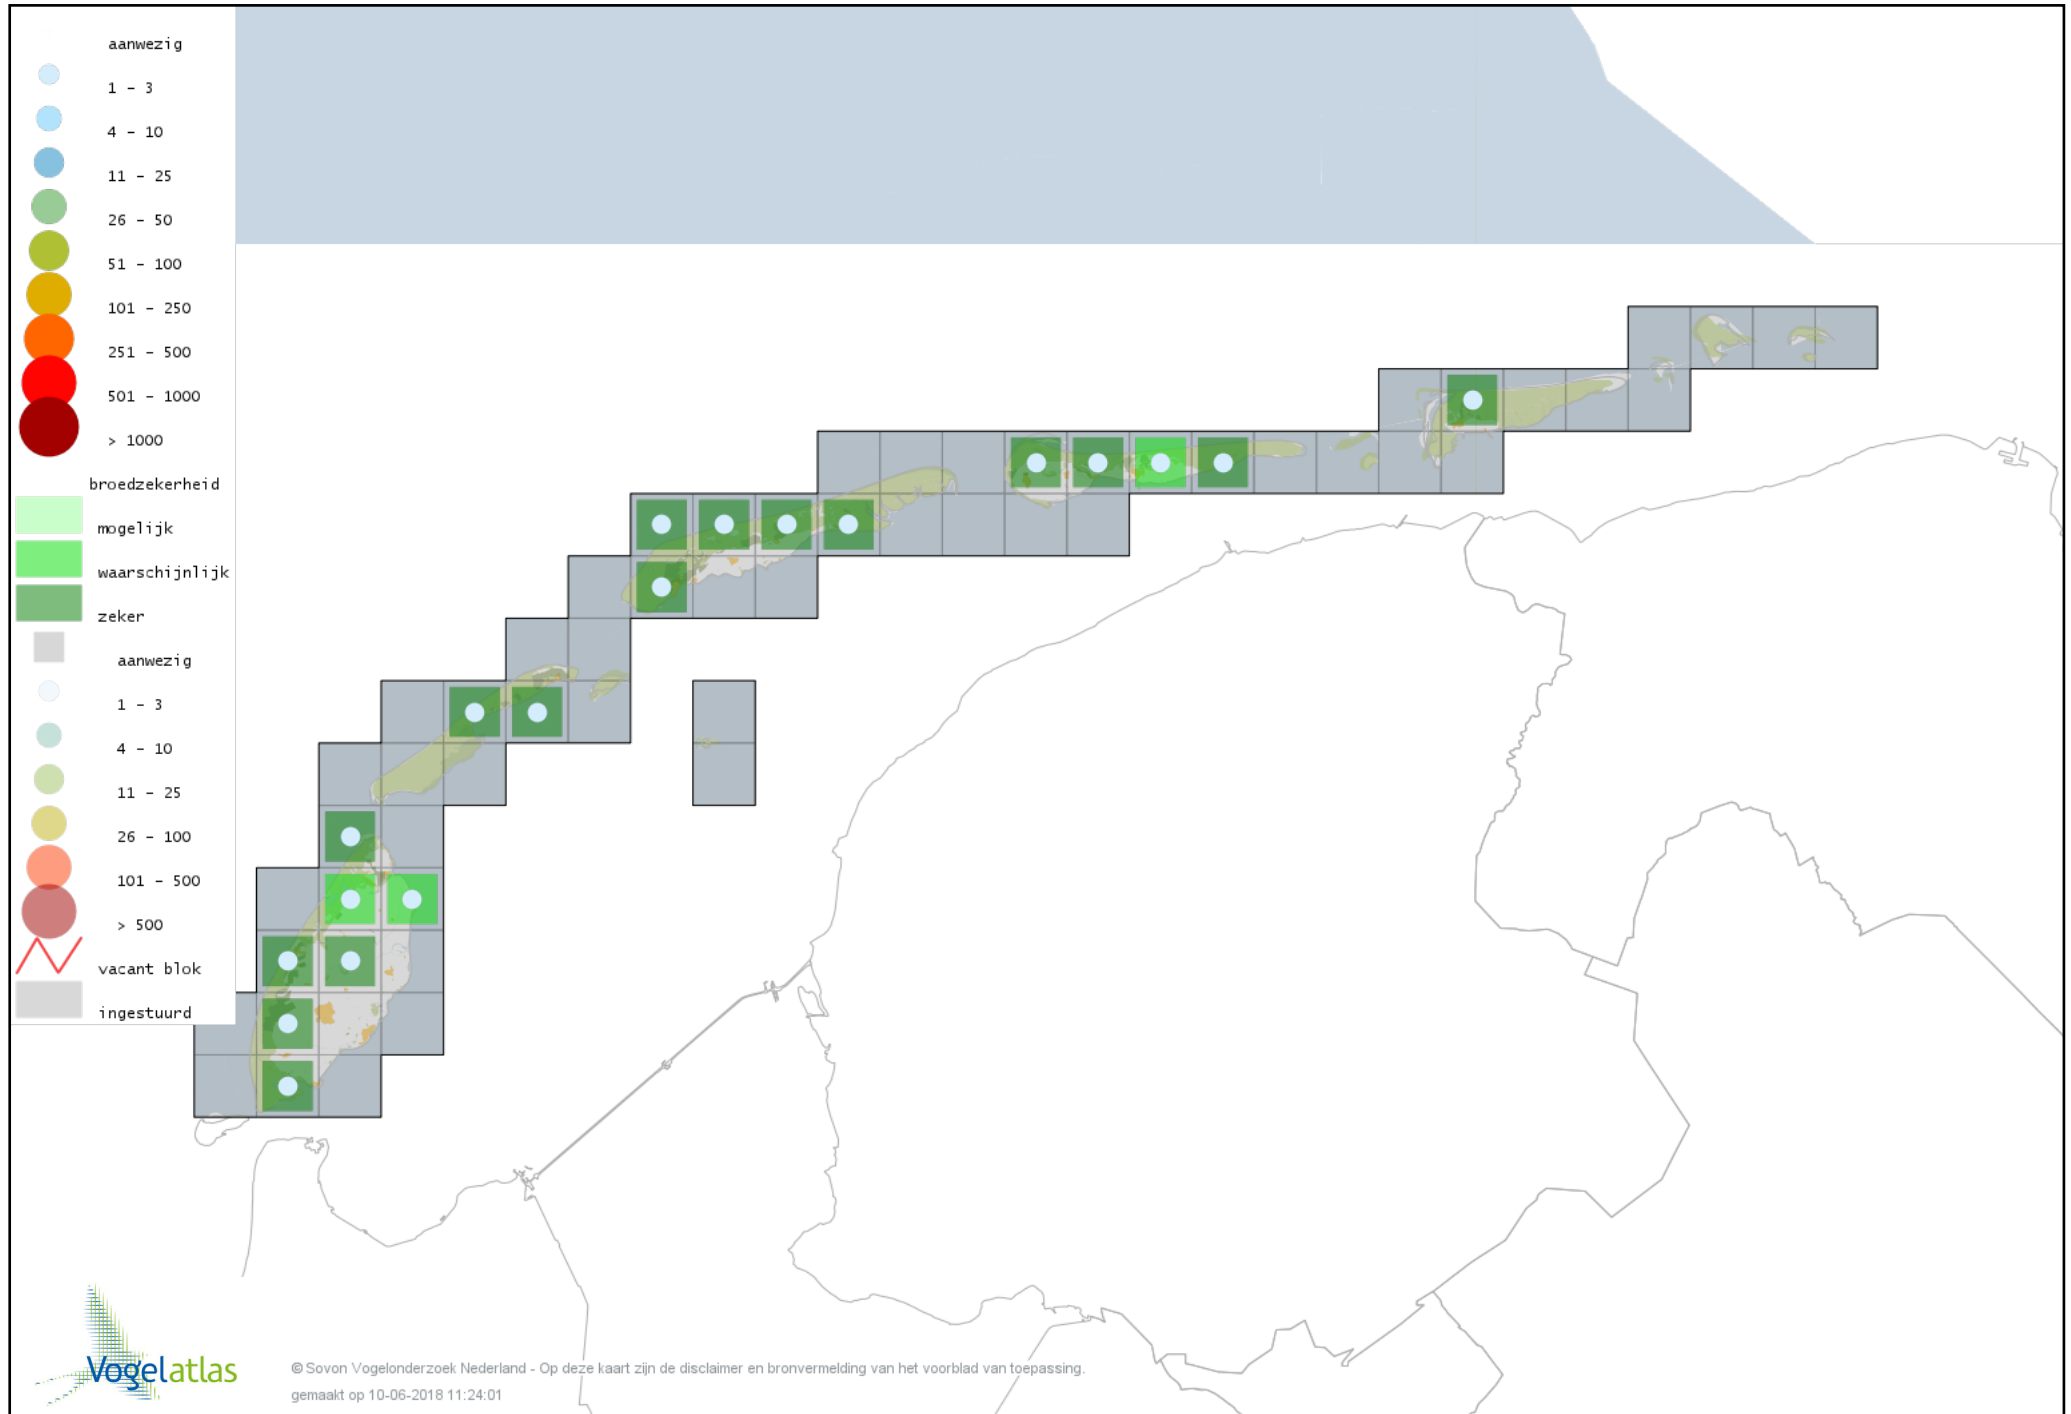 aanwezig
1 - 3
4 - 10
11 - 25
26 - 50
51 - 100
101 - 250
251 - 500
501 - 1000
> 1000
broedzekerheid
mogelijk
waarschijnlijk
zeker
aanwezig
1 - 3
4 - 10
11 - 25
26 - 100
101 - 500
> 500
vacant blok
ingestuurd
Vogelatlas
© Sovon Vogelonderzoek Nederland - Op deze kaart zijn de disclaimer en bronvermelding van het voorblad van toepassing.
gemaakt op 10-06-2018 11:24:01